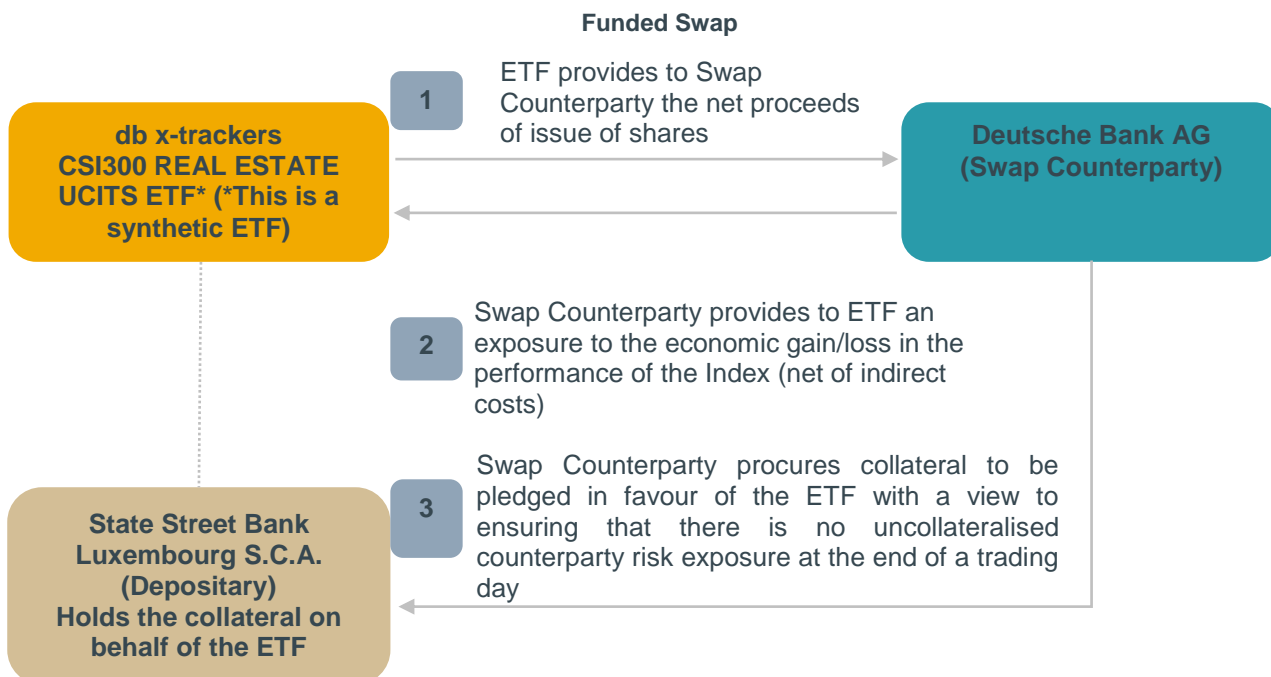 Funded Swap
1
ETF provides to Swap
Counterparty the net proceeds
of issue of shares
db x-trackers
CSI300 REAL ESTATE
UCITS ETF* (*This is a
synthetic ETF)
Deutsche Bank AG
(Swap Counterparty)
2
Swap Counterparty provides to ETF an
exposure to the economic gain/loss in the
performance of the Index (net of indirect
costs)
3
Swap Counterparty procures collateral to be
pledged in favour of the ETF with a view to
ensuring that there is no uncollateralised
counterparty risk exposure at the end of a trading
day
State Street Bank
Luxembourg S.C.A.
(Depositary)
Holds the collateral on
behalf of the ETF